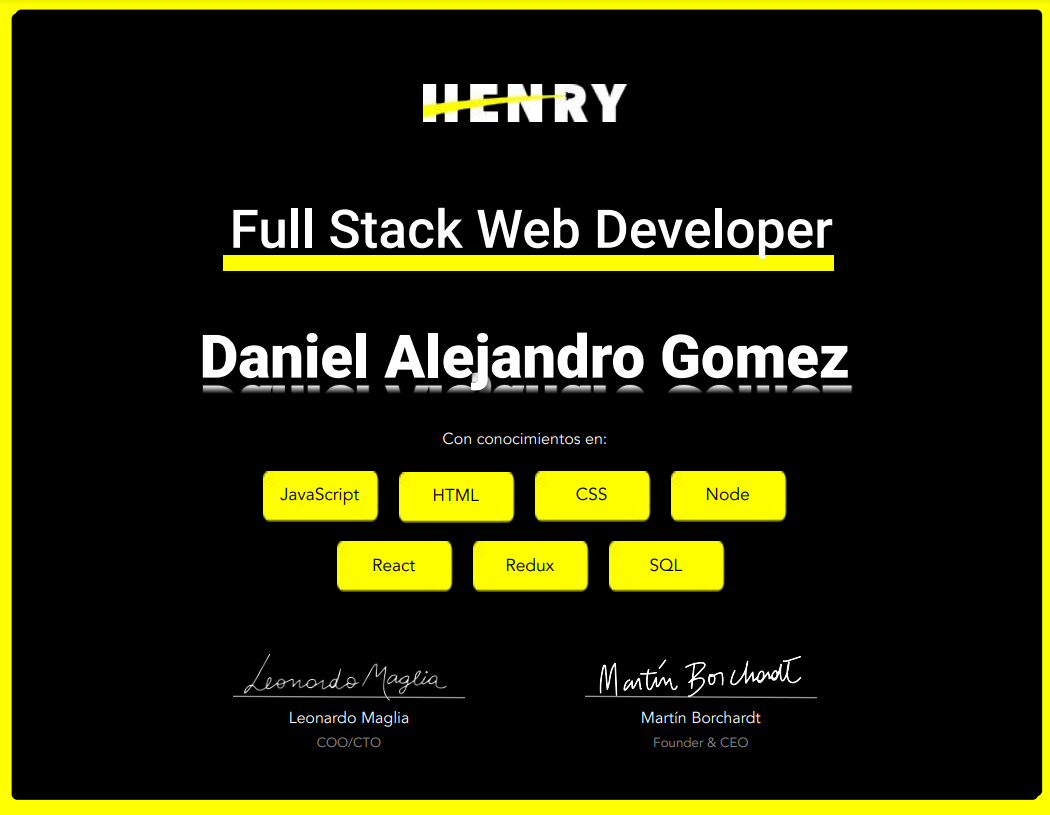 HENRY
Full Stack Web Developer
Daniel Alejandro Gomez
Con conocimientos en:
JavaScript HTML CSS Node
React Redux SQL
Leonardo Maglia Martín Borchardt
Leonardo Maglia Martín Borchardt
COO/CTO Founder & CEO